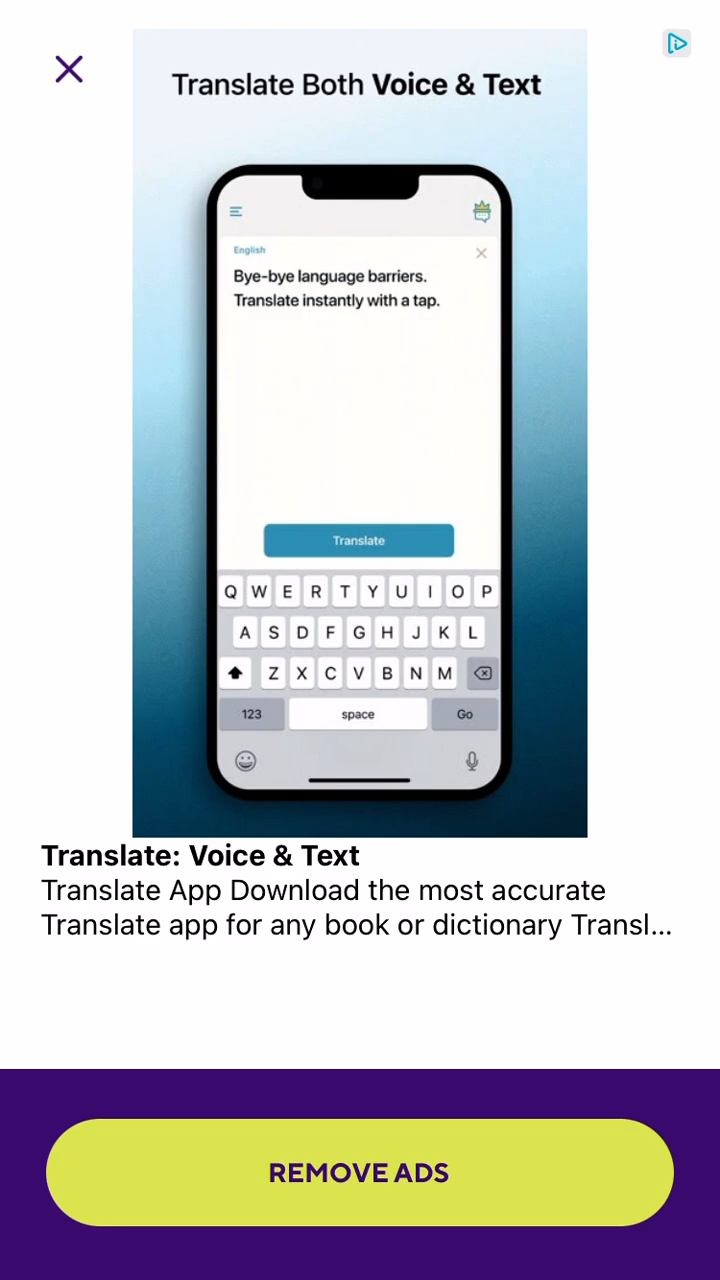 Translate Both Voice & Text
English
Bye-bye language barriers.
Translate instantly with a tap.
Translate
Q W E R T Y U I O P
A S D F G H J K L
Z X C V B N M
123 space Go
Translate: Voice & Text
Translate App Download the most accurate
Translate app for any book or dictionary Transl...
REMOVE ADS